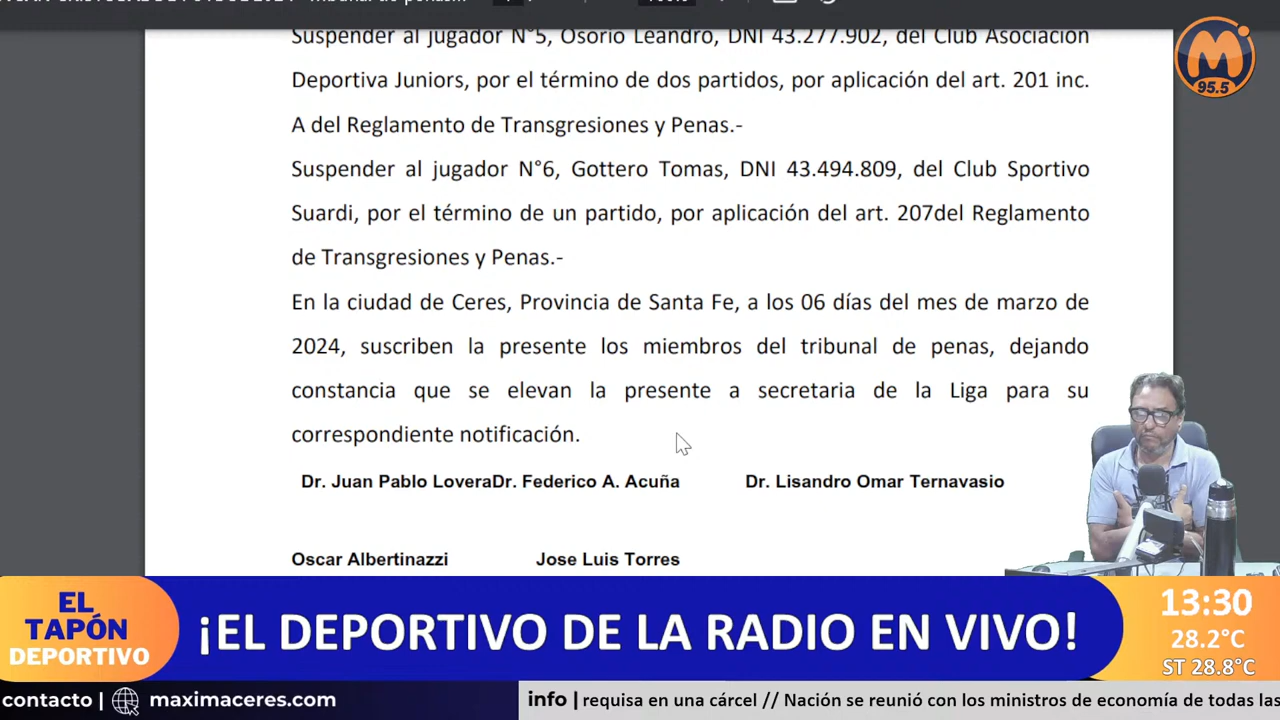 Suspender al jugador N°5, Osorio Leandro, DNI 43.277.902, del Club Asociación
Deportiva Juniors, por el término de dos partidos, por aplicación del art. 201 inc.
A del Reglamento de Transgresiones y Penas.-
Suspender al jugador N°6, Gottero Tomas, DNI 43.494.809, del Club Sportivo
Suardi, por el término de un partido, por aplicación del art. 207del Reglamento
de Transgresiones y Penas.-
En la ciudad de Ceres, Provincia de Santa Fe, a los 06 días del mes de marzo de
2024, suscriben la presente los miembros del tribunal de penas, dejando
constancia que se elevan la presente a secretaria de la Liga para su
correspondiente notificación.
Dr. Juan Pablo LoveraDr. Federico A. Acuña Dr. Lisandro Omar Ternavasio
Oscar Albertinazzi Jose Luis Torres
M
95.5
EL
TAPÓN
DEPORTIVO
¡EL DEPORTIVO DE LA RADIO EN VIVO!
13:30
28.2°C
ST 28.8°C
contacto | maximaceres.com
info | requisa en una cárcel // Nación se reunió con los ministros de economía de todas las